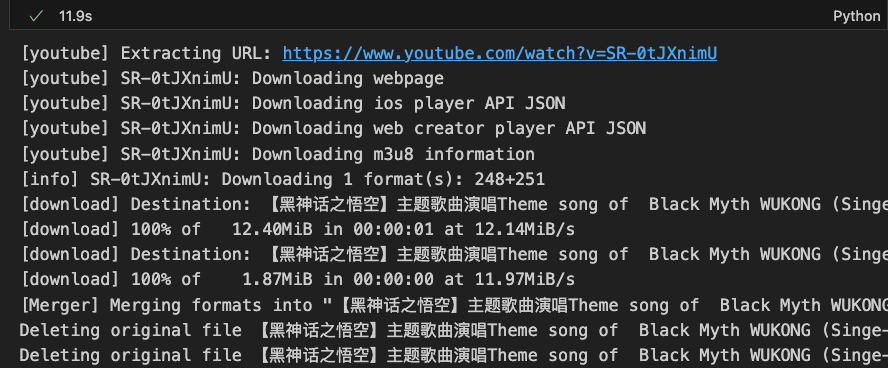 ✓ 11.9s Python
[youtube] Extracting URL: https://www.youtube.com/watch?v=SR-0tJXnimU
[youtube] SR-0tJXnimU: Downloading webpage
[youtube] SR-0tJXnimU: Downloading ios player API JSON
[youtube] SR-0tJXnimU: Downloading web creator player API JSON
[youtube] SR-0tJXnimU: Downloading m3u8 information
[info] SR-0tJXnimU: Downloading 1 format(s): 248+251
[download] Destination: 【黑神话之悟空】主题歌曲演唱Theme song of  Black Myth WUKONG (Singe-
[download] 100% of   12.40MiB in 00:00:01 at 12.14MiB/s
[download] Destination: 【黑神话之悟空】主题歌曲演唱Theme song of  Black Myth WUKONG (Singe-
[download] 100% of    1.87MiB in 00:00:00 at 11.97MiB/s
[Merger] Merging formats into "【黑神话之悟空】主题歌曲演唱Theme song of  Black Myth WUKONG
Deleting original file 【黑神话之悟空】主题歌曲演唱Theme song of  Black Myth WUKONG (Singe-
Deleting original file 【黑神话之悟空】主题歌曲演唱Theme song of  Black Myth WUKONG (Singe-